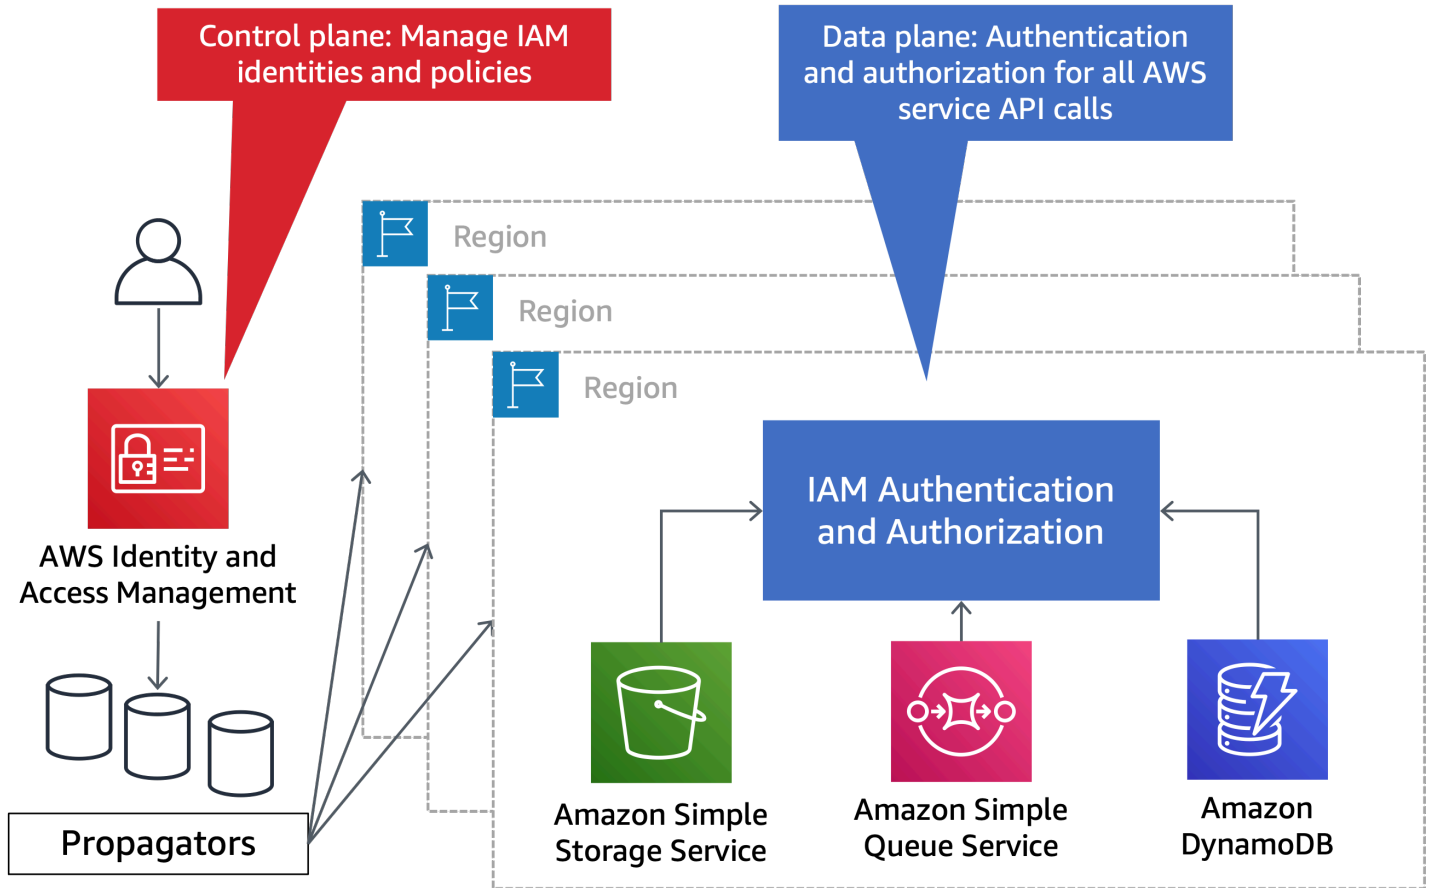 Control plane: Manage IAM
identities and policies
Data plane: Authentication
and authorization for all AWS
service API calls
Region
Region
Region
IAM Authentication
and Authorization
AWS Identity and
Access Management
Amazon Simple
Storage Service
Amazon Simple
Queue Service
Amazon
DynamoDB
Propagators